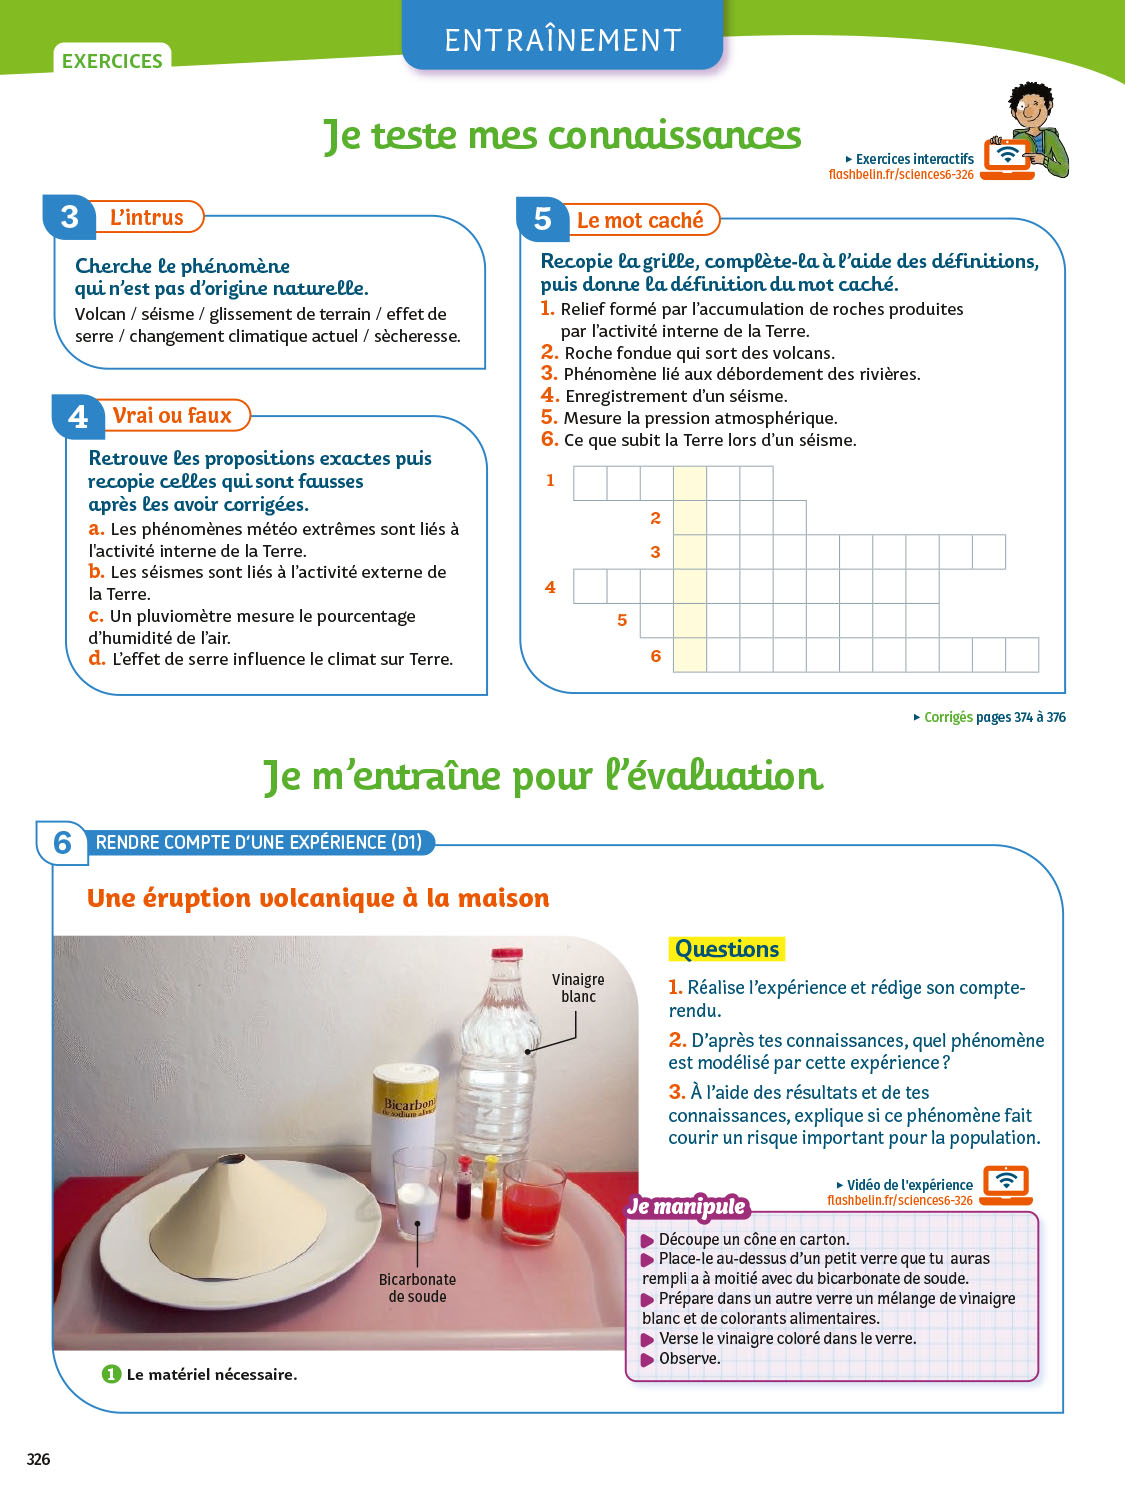 ENTRAÎNEMENT
EXERCICES
Je teste mes connaissances
▸ Exercices interactifs
flashbelin.fr/sciences6-326
3 L'intrus
Cherche le phénomène
qui n'est pas d'origine naturelle.
Volcan / séisme / glissement de terrain / effet de
serre / changement climatique actuel / sècheresse.
4 Vrai ou faux
Retrouve les propositions exactes puis
recopie celles qui sont fausses
après les avoir corrigées.
a. Les phénomènes météo extrêmes sont liés à
l'activité interne de la Terre.
b. Les séismes sont liés à l'activité externe de
la Terre.
c. Un pluviomètre mesure le pourcentage
d'humidité de l'air.
d. L'effet de serre influence le climat sur Terre.
5 Le mot caché
Recopie la grille, complète-la à l'aide des définitions,
puis donne la définition du mot caché.
1. Relief formé par l'accumulation de roches produites
par l'activité interne de la Terre.
2. Roche fondue qui sort des volcans.
3. Phénomène lié aux débordement des rivières.
4. Enregistrement d'un séisme.
5. Mesure la pression atmosphérique.
6. Ce que subit la Terre lors d'un séisme.
1
2
3
4
5
6
▸ Corrigés pages 374 à 376
Je m'entraîne pour l'évaluation
6 RENDRE COMPTE D'UNE EXPÉRIENCE (D1)
Une éruption volcanique à la maison
Vinaigre
blanc
Bicarbon
de sodium alimen
Bicarbonate
de soude
1 Le matériel nécessaire.
Questions
1. Réalise l'expérience et rédige son compte-
rendu.
2. D'après tes connaissances, quel phénomène
est modélisé par cette expérience ?
3. À l'aide des résultats et de tes
connaissances, explique si ce phénomène fait
courir un risque important pour la population.
▸ Vidéo de l'expérience
flashbelin.fr/sciences6-326
Je manipule
Découpe un cône en carton.
Place-le au-dessus d'un petit verre que tu auras
rempli a à moitié avec du bicarbonate de soude.
Prépare dans un autre verre un mélange de vinaigre
blanc et de colorants alimentaires.
Verse le vinaigre coloré dans le verre.
Observe.
326